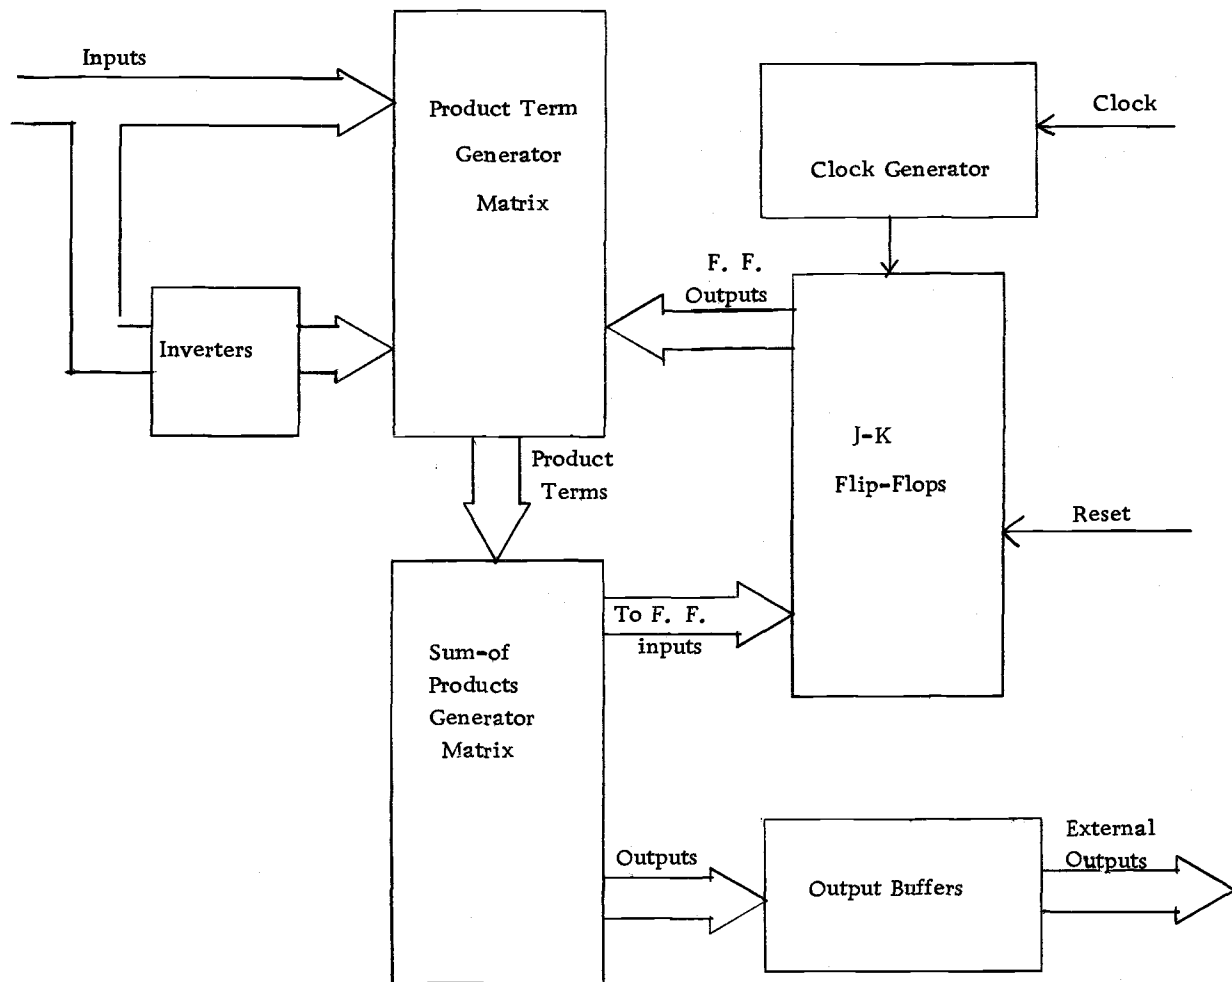 Inputs
Product Term
Generator
Matrix
Clock
Clock Generator
Inverters
F. F.
Outputs
J-K
Flip-Flops
Product
Terms
Reset
To F. F.
inputs
Sum-of
Products
Generator
Matrix
Outputs
Output Buffers
External
Outputs